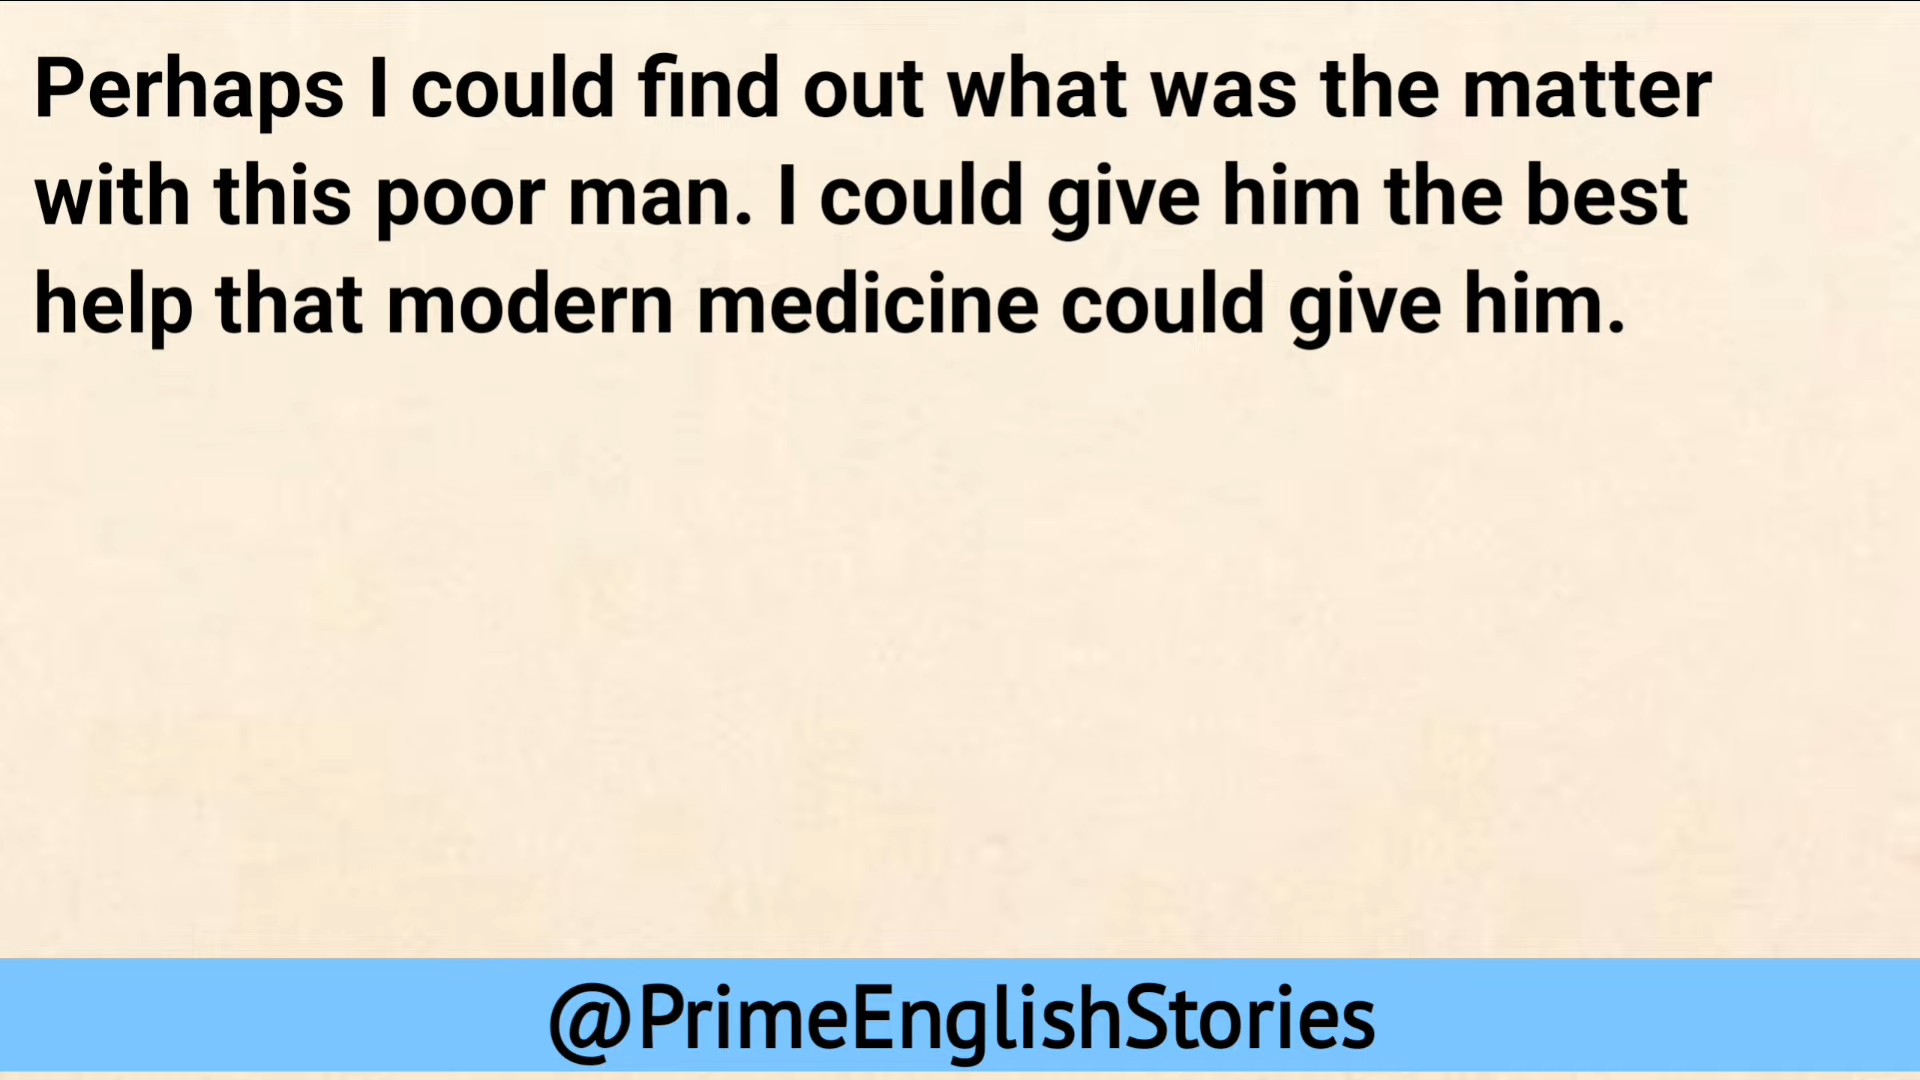 Perhaps I could find out what was the matter
with this poor man. I could give him the best
help that modern medicine could give him.
@PrimeEnglishStories